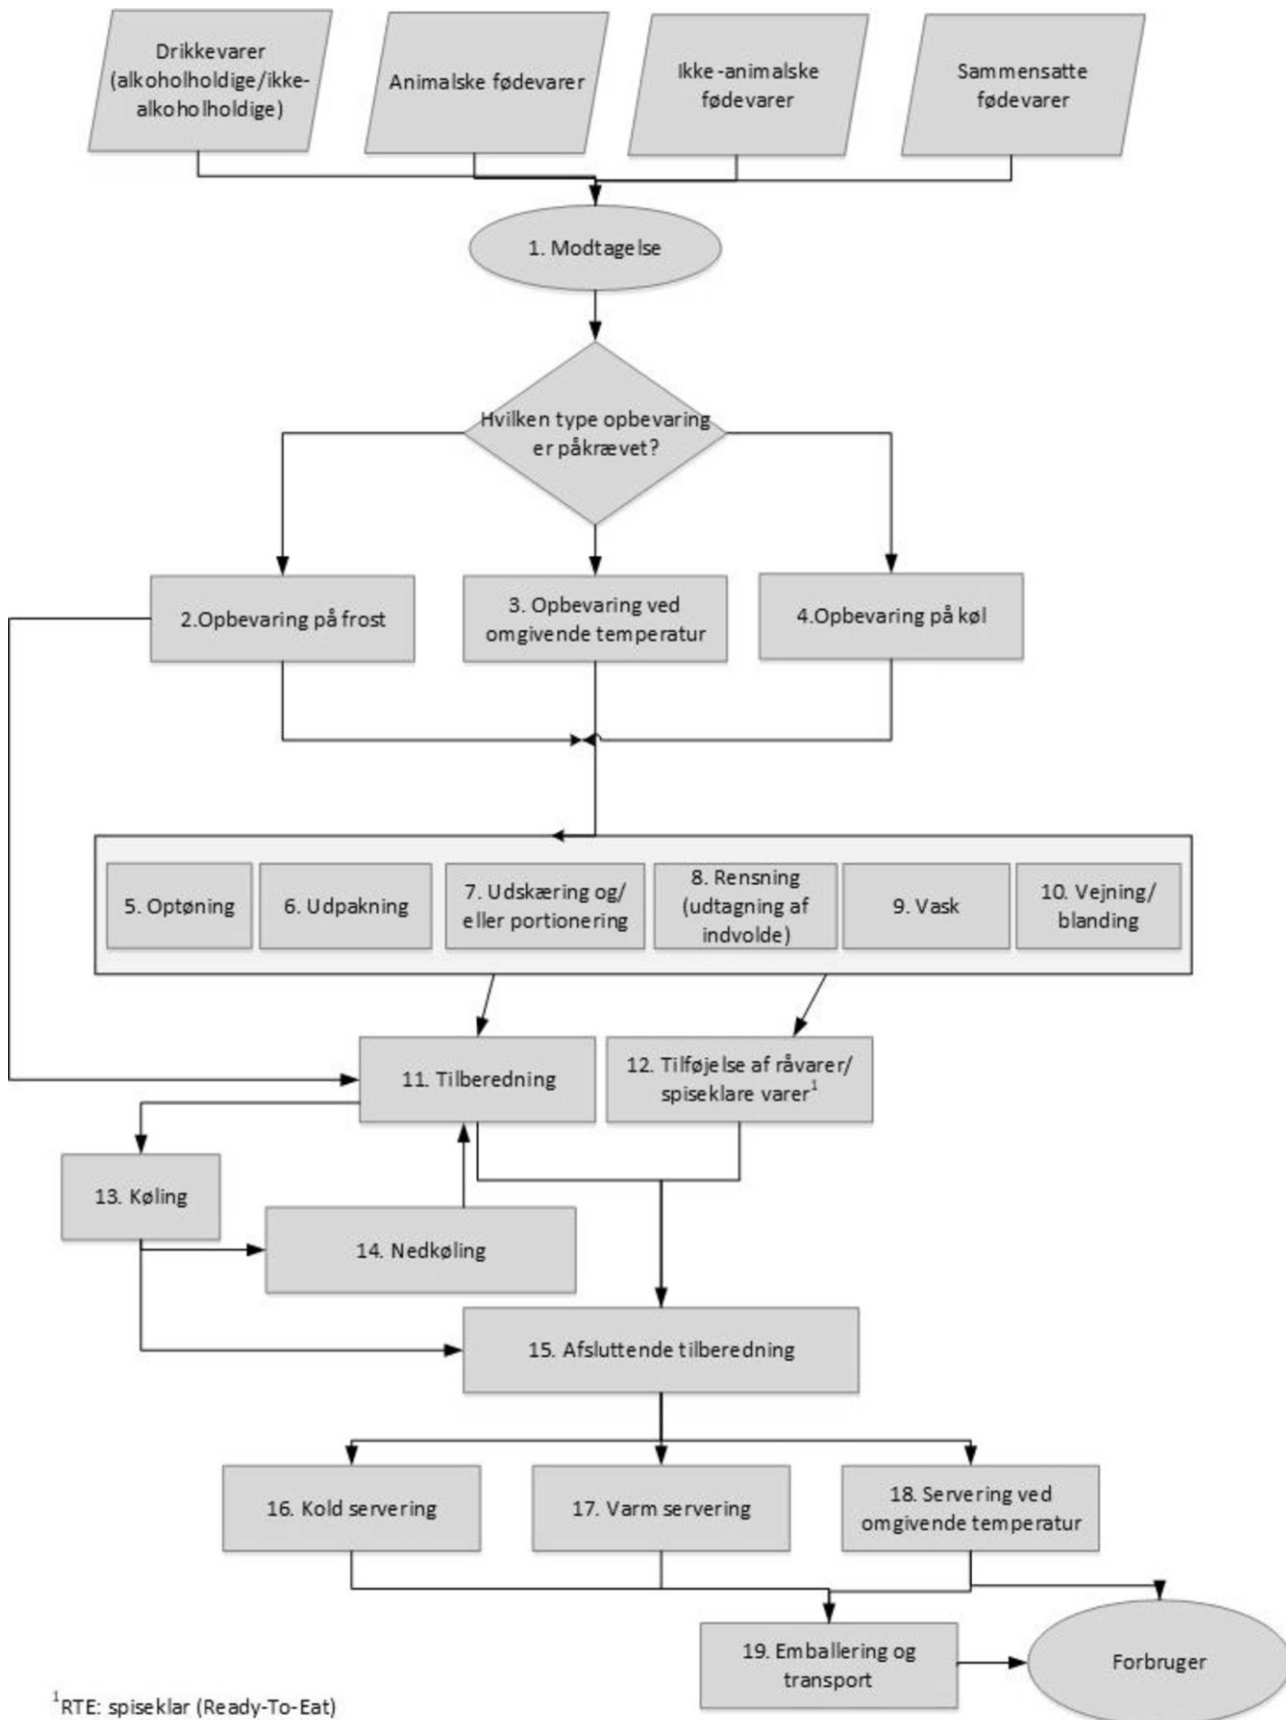 Drikkevarer
(alkoholholdige/ikke-
alkoholholdige)
Animalske fødevarer
Ikke-animalske
fødevarer
Sammensatte
fødevarer
1. Modtagelse
Hvilken type opbevaring
er påkrævet?
2.Opbevaring på frost
3. Opbevaring ved
omgivende temperatur
4.Opbevaring på køl
5. Optøning
6. Udpakning
7. Udskæring og/
eller portionering
8. Rensning
(udtagning af
indvolde)
9. Vask
10. Vejning/
blanding
11. Tilberedning
12. Tilføjelse af råvarer/
spiseklare varer¹
13. Køling
14. Nedkøling
15. Afsluttende tilberedning
16. Kold servering
17. Varm servering
18. Servering ved
omgivende temperatur
19. Emballering og
transport
Forbruger
¹RTE: spiseklar (Ready-To-Eat)